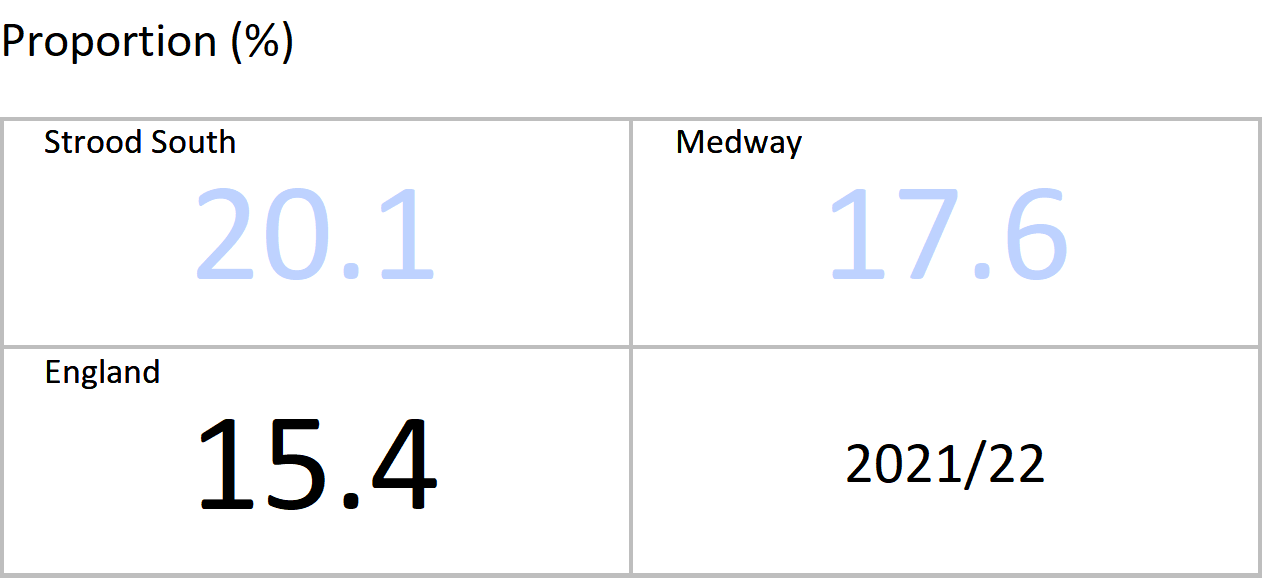 Proportion (%)
Strood South
20.1
Medway
17.6
England
15.4
2021/22